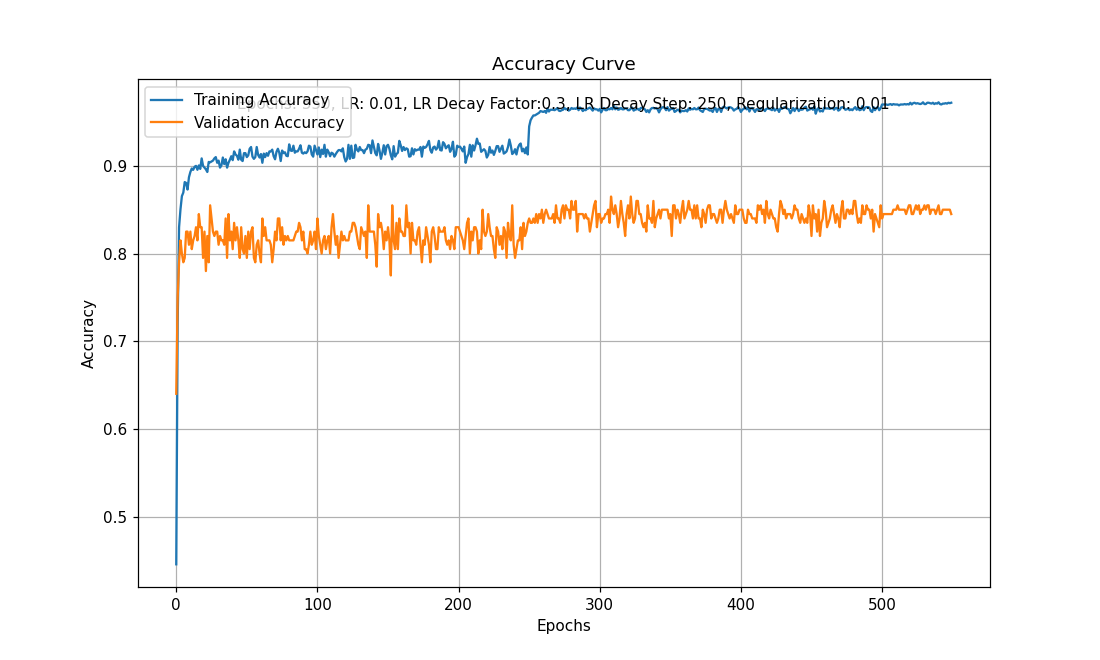 Accuracy Curve
Training Accuracy
Epochs: 550, LR: 0.01, LR Decay Factor:0.3, LR Decay Step: 250, Regularization: 0.01
Validation Accuracy
0.9
0.8
0.7
0.6
0.5
Accuracy
0 100 200 300 400 500
Epochs